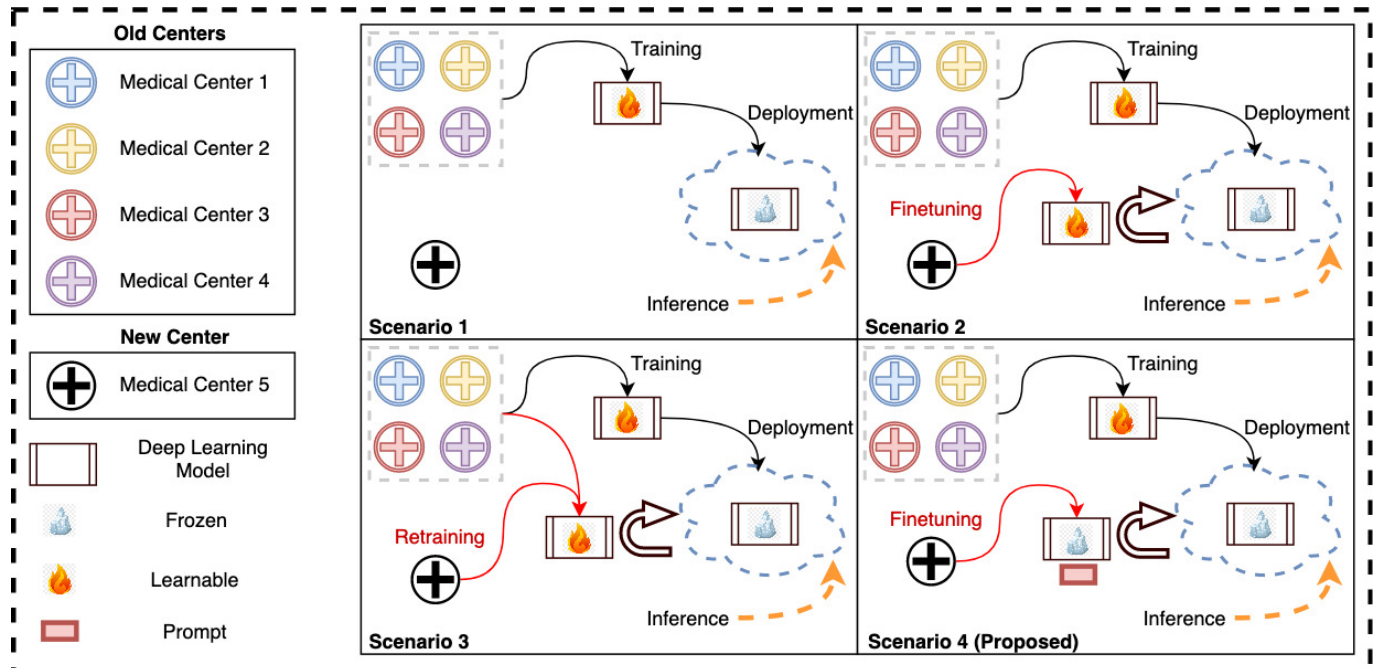 Old Centers
Medical Center 1
Medical Center 2
Medical Center 3
Medical Center 4
New Center
Medical Center 5
Deep Learning
Model
Frozen
Learnable
Prompt
Training
Deployment
Inference
Scenario 1
Training
Deployment
Finetuning
Inference
Scenario 2
Training
Deployment
Retraining
Inference
Scenario 3
Training
Deployment
Finetuning
Inference
Scenario 4 (Proposed)